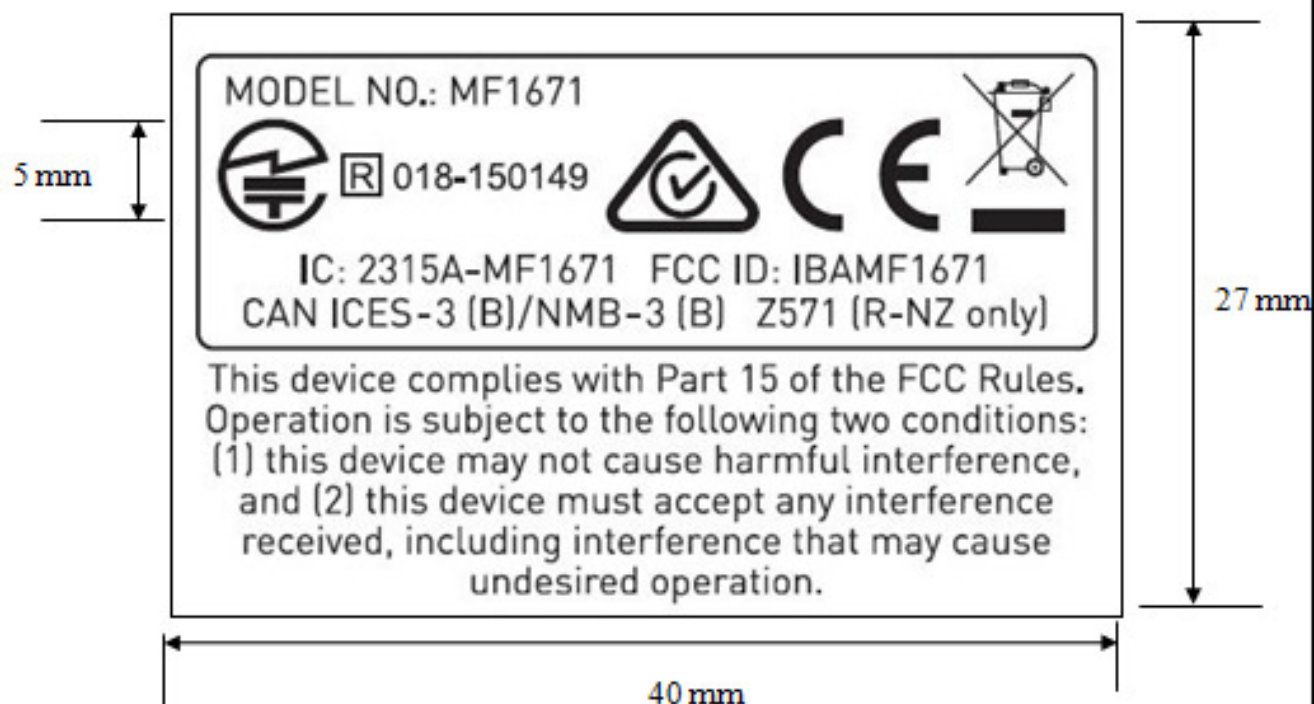 MODEL NO.: MF1671
5 mm
R 018-150149 CE
IC: 2315A-MF1671 FCC ID: IBAMF1671
27 mm
CAN ICES-3 (B)/NMB-3 (B) Z571 (R-NZ only)
This device complies with Part 15 of the FCC Rules.
Operation is subject to the following two conditions:
(1) this device may not cause harmful interference,
and (2) this device must accept any interference
received, including interference that may cause
undesired operation.
40 mm